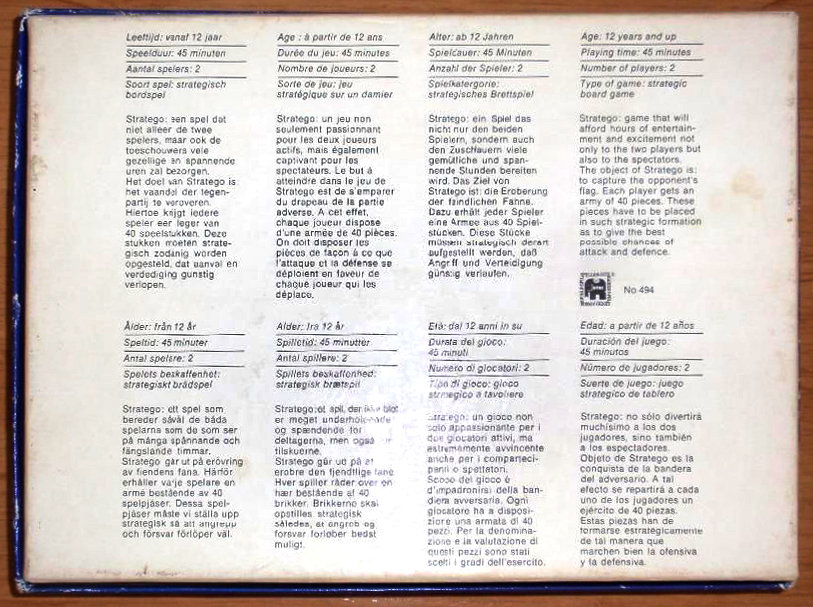 Leeftijd: vanaf 12 jaar
Speelduur: 45 minuten
Aantal spelers: 2
Soort spel: strategisch
bordspel
Stratego: een spel dat
niet alleen de twee
spelers, maar ook de
toeschouwers vele
gezellige en spannende
uren zal bezorgen.
Het doel van Stratego is:
het vaandel der tegen-
partij te veroveren.
Hiertoe krijgt iedere
speler een leger van
40 speelstukken. Deze
stukken moeten strate-
gisch zodanig worden
opgesteld, dat aanval en
verdediging gunstig
verlopen.
Age : à partir de 12 ans
Durée du jeu: 45 minutes
Nombre de joueurs: 2
Sorte de jeu: jeu
stratégique sur un damier
Stratego: un jeu non
seulement passionnant
pour les deux joueurs
actifs, mais également
captivant pour les
spectateurs. Le but à
atteindre dans le jeu de
Stratego est de s'emparer
du drapeau de la partie
adverse. A cet effet,
chaque joueur dispose
d'une armée de 40 pièces.
On doit disposer les
pièces de façon à ce que
l'attaque et la défense se
déploient en faveur de
chaque joueur qui les
déplace.
Alter: ab 12 Jahren
Spieldauer: 45 Minuten
Anzahl der Spieler: 2
Spielkatergorie:
strategisches Brettspiel
Stratego: ein Spiel das
nicht nur den beiden
Spielern, sondern auch
den Zuschauern viele
gemütliche und span-
nende Stunden bereiten
wird. Das Ziel von
Stratego ist: die Eroberung
der feindlichen Fahne.
Dazu erhält jeder Spieler
eine Armee aus 40 Spiel-
stücken. Diese Stücke
müssen strategisch derart
aufgestellt werden, daß
Angriff und Verteidigung
günstig verlaufen.
Age: 12 years and up
Playing time: 45 minutes
Number of players: 2
Type of game: strategic
board game
Stratego: game that will
afford hours of entertain-
ment and excitement not
only to the two players but
also to the spectators.
The object of Stratego is:
to capture the opponent's
flag. Each player gets an
army of 40 pieces. These
pieces have to be placed
in such strategic formation
as to give the best
possible chances of
attack and defence.
No 494
Ålder: från 12 år
Speltid: 45 minuter
Antal spelare: 2
Spelets beskaffenhet:
strategiskt brädspel
Stratego: ett spel som
bereder såväl de båda
spelarna som de som ser
på många spännande och
fängslande timmar.
Stratego går ut på erövring
av fiendens fana. Härför
erhåller varje spelare en
armé bestående av 40
spelpjäser. Dessa spel-
pjäser måste vi ställa upp
strategisk så att angrepp
och försvar förlöper väl.
Alder: fra 12 år
Spilletid: 45 minutter
Antal spillere: 2
Spillets beskaffenhed:
strategisk brætspil
Stratego: et spil, der ikke blot
er meget underholdende
og spændende for
deltagerna, men også for
tilskuerne.
Stratego går ud på at
erobre den fjendtlige fane.
Hver spiller råder over en
hær bestående af 40
brikker. Brikkerne skal
opstilles strategisk
således, at angreb og
forsvar forløber bedst
muligt.
Età: dai 12 anni in su
Durata del gioco:
45 minuti
Numero di giocatori: 2
Tipo di gioco: gioco
strategico a tavoliere
Stratego: un gioco non
solo appassionante per i
due giocatori attivi, ma
estremamente avvincente
anche per i comparteci-
panti o spettatori.
Scopo del gioco è
d'impadronirsi della ban-
diera avversaria. Ogni
giocatore ha a disposi-
zione una armata di 40
pezzi. Per la denomina-
zione e la valutazione di
questi pezzi sono stati
scelti i gradi dell'esercito.
Edad: a partir de 12 años
Duración del juego:
45 minutos
Número de jugadores: 2
Suerte de juego: juego
strategico de tablero
Stratego: no sólo divertirá
muchísimo a los dos
jugadores, sino también
a los espectadores.
Objeto de Stratego es la
conquista de la bandera
del adversario. A tal
efecto se repartirá a cada
uno de los jugadores un
ejército de 40 piezas.
Estas piezas han de
formarse estratégicamente
de tal manera que
marchen bien la ofensiva
y la defensiva.